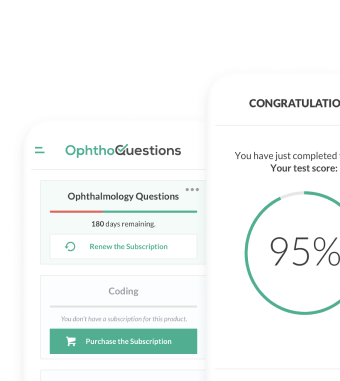 OphthoQuestions
Ophthalmology Questions
180 days remaining.
Renew the Subscription
Coding
You don't have a subscription for this product.
Purchase the Subscription
CONGRATULATIO
You have just completed
Your test score:
95%